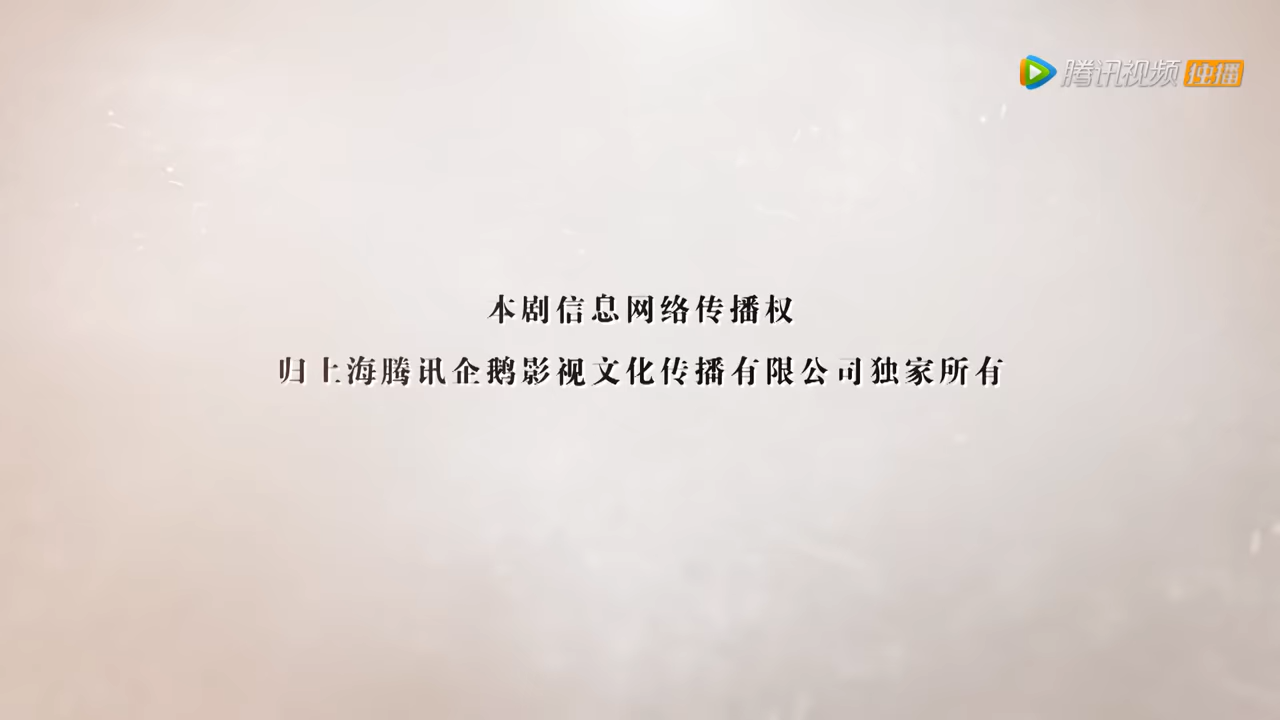 腾讯视频 独播
本剧信息网络传播权
归上海腾讯企鹅影视文化传播有限公司独家所有